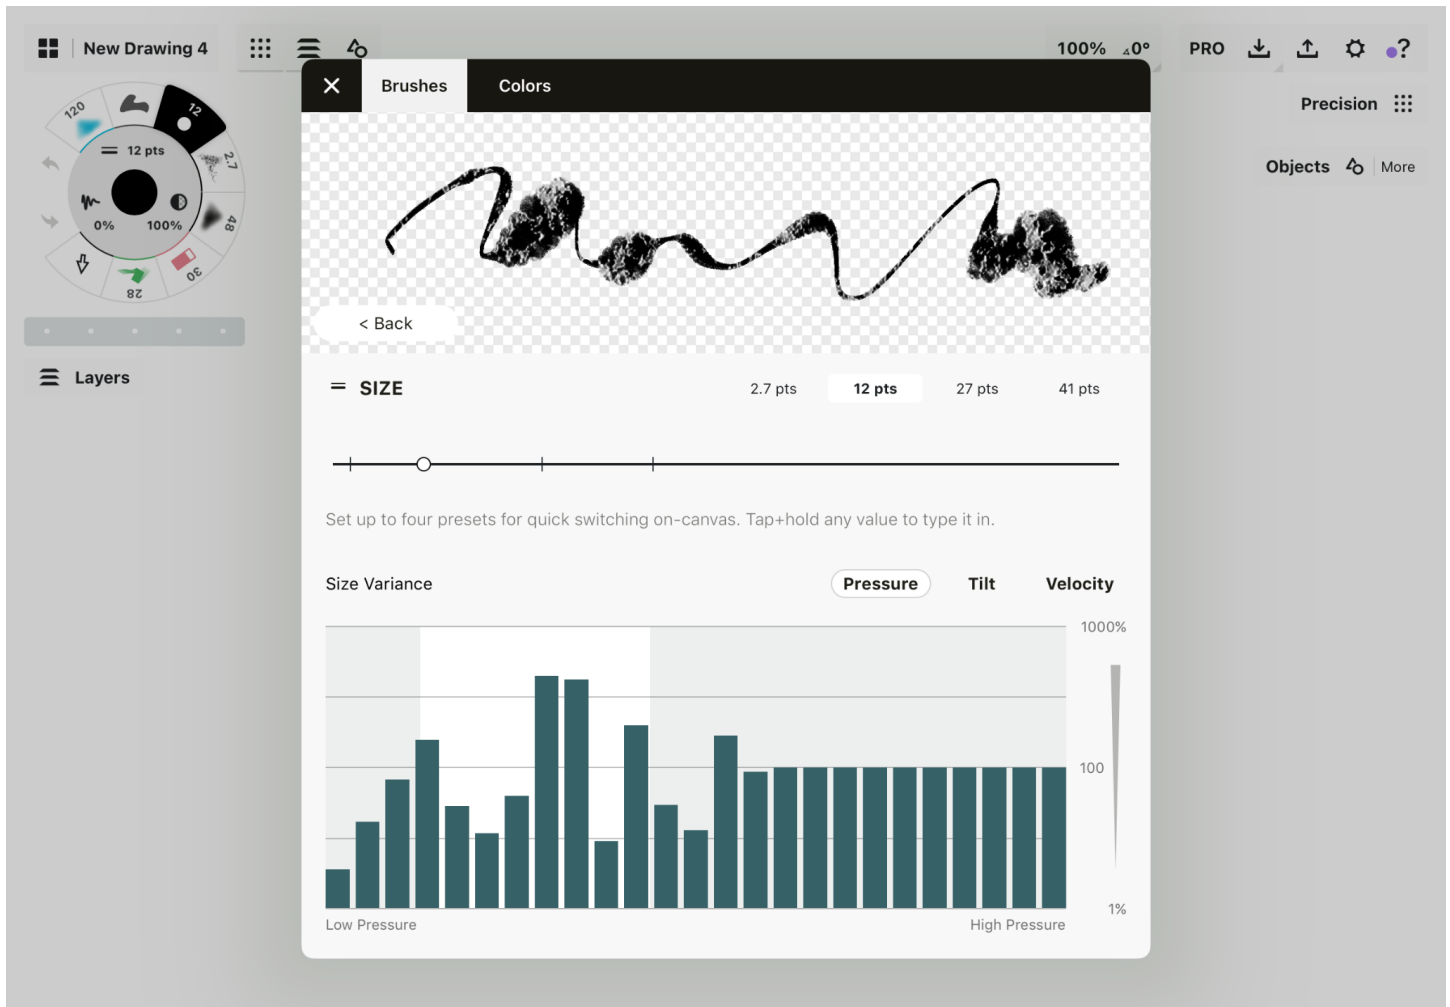 New Drawing 4
100% ⊿0°
PRO
?
Precision
Objects
More
120
12
2.7
48
30
28
12 pts
0%
100%
Layers
Brushes
Colors
< Back
SIZE
2.7 pts
12 pts
27 pts
41 pts
Set up to four presets for quick switching on-canvas. Tap+hold any value to type it in.
Size Variance
Pressure
Tilt
Velocity
1000%
100
1%
Low Pressure
High Pressure